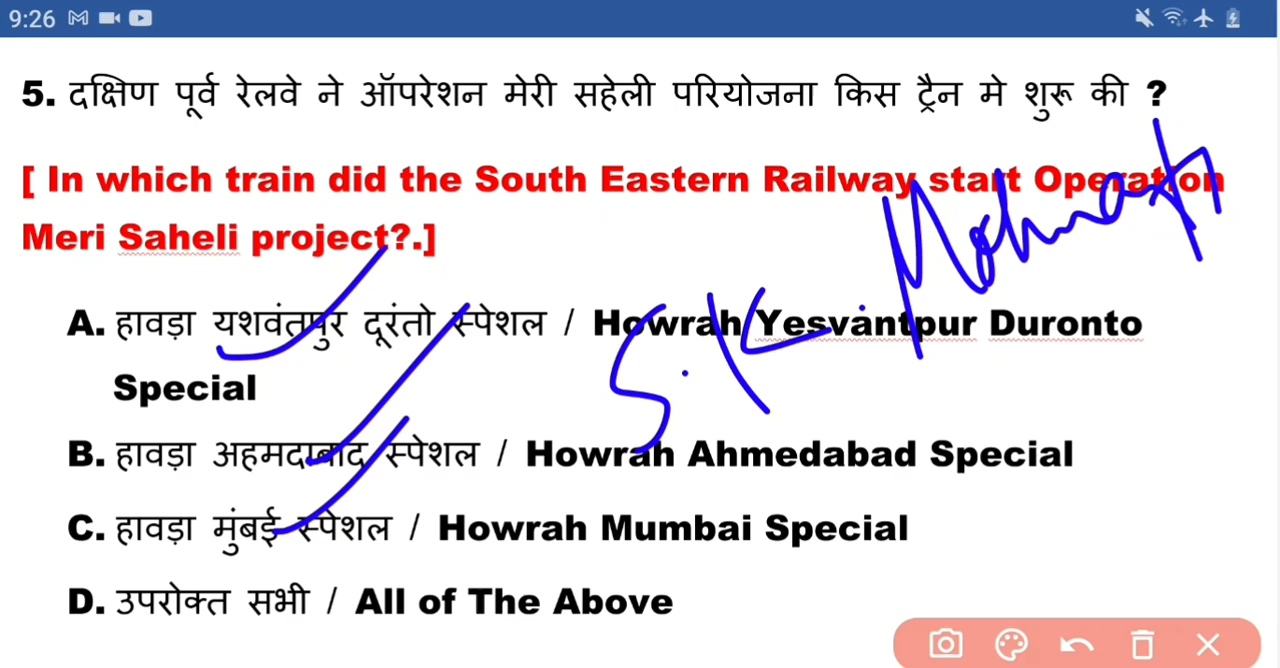 9:26
5. दक्षिण पूर्व रेलवे ने ऑपरेशन मेरी सहेली परियोजना किस ट्रैन मे शुरू की ?
[ In which train did the South Eastern Railway start Operation
Meri Saheli project?.]
A. हावड़ा यशवंतपुर दूरंतो स्पेशल / Howrah Yesvantpur Duronto
Special
B. हावड़ा अहमदाबाद स्पेशल / Howrah Ahmedabad Special
C. हावड़ा मुंबई स्पेशल / Howrah Mumbai Special
D. उपरोक्त सभी / All of The Above
S.K.